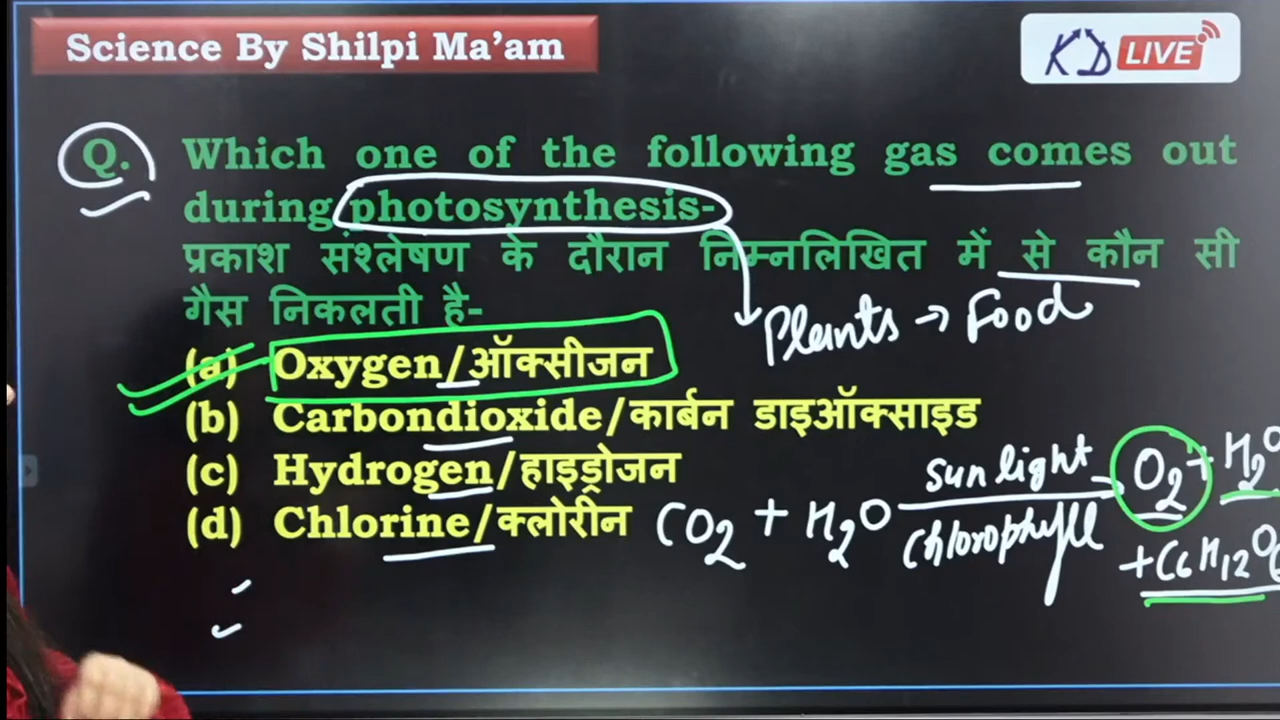 Science By Shilpi Ma'am
KD LIVE
Q. Which one of the following gas comes out
during photosynthesis-
प्रकाश संश्लेषण के दौरान निम्नलिखित में से कौन सी
गैस निकलती है-
Plants → Food
(a) Oxygen/ऑक्सीजन
(b) Carbondioxide/कार्बन डाइऑक्साइड
(c) Hydrogen/हाइड्रोजन
(d) Chlorine/क्लोरीन
sunlight
CO2 + H2O → O2 + H2O
chlorophyll
+C6H12O6